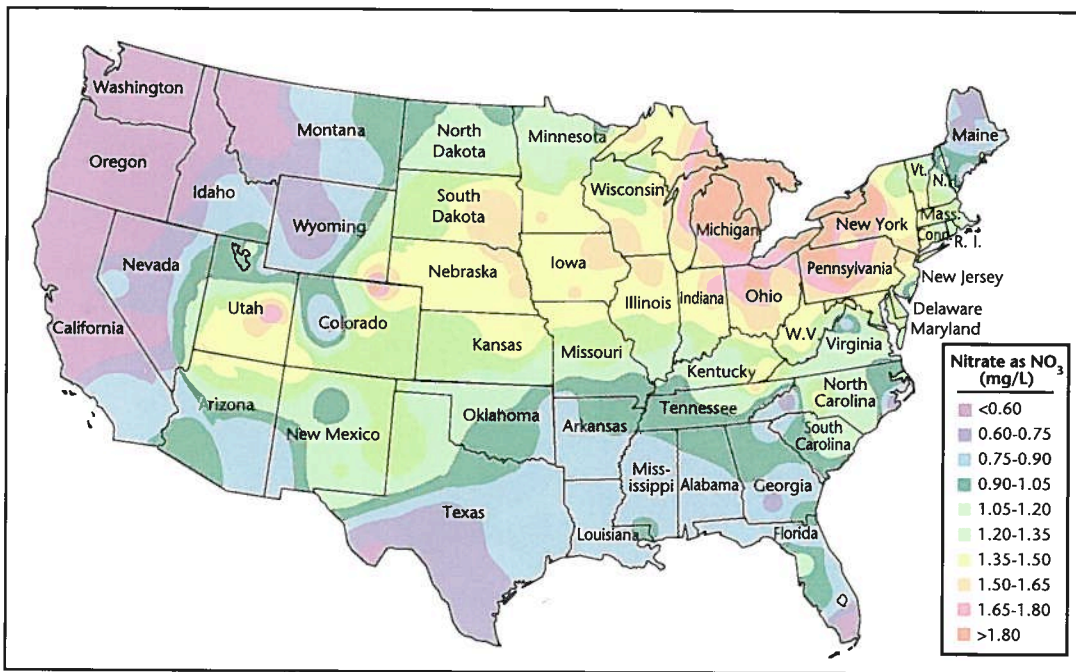 Washington
Montana
North
Dakota
Minnesota
Maine
Oregon
Idaho
Wyoming
South
Dakota
Wisconsin
Michigan
Vt.
N.H.
New York
Mass.
Conn.
R. I.
Nevada
Utah
Colorado
Nebraska
Iowa
Illinois
Indiana
Ohio
Pennsylvania
New Jersey
Delaware
Maryland
California
Kansas
Missouri
W.V
Virginia
Kentucky
Arizona
New Mexico
Oklahoma
Arkansas
Tennessee
North
Carolina
South
Carolina
Texas
Louisiana
Miss-
issippi
Alabama
Georgia
Florida
Nitrate as NO₃
(mg/L)
<0.60
0.60-0.75
0.75-0.90
0.90-1.05
1.05-1.20
1.20-1.35
1.35-1.50
1.50-1.65
1.65-1.80
>1.80